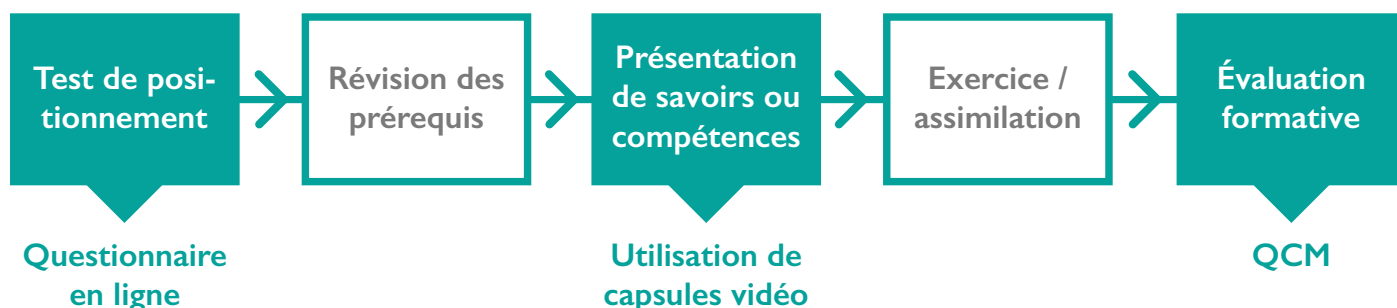 Test de posi-
tionnement
Révision des
prérequis
Présentation
de savoirs ou
compétences
Exercice /
assimilation
Évaluation
formative
Questionnaire
en ligne
Utilisation de
capsules vidéo
QCM